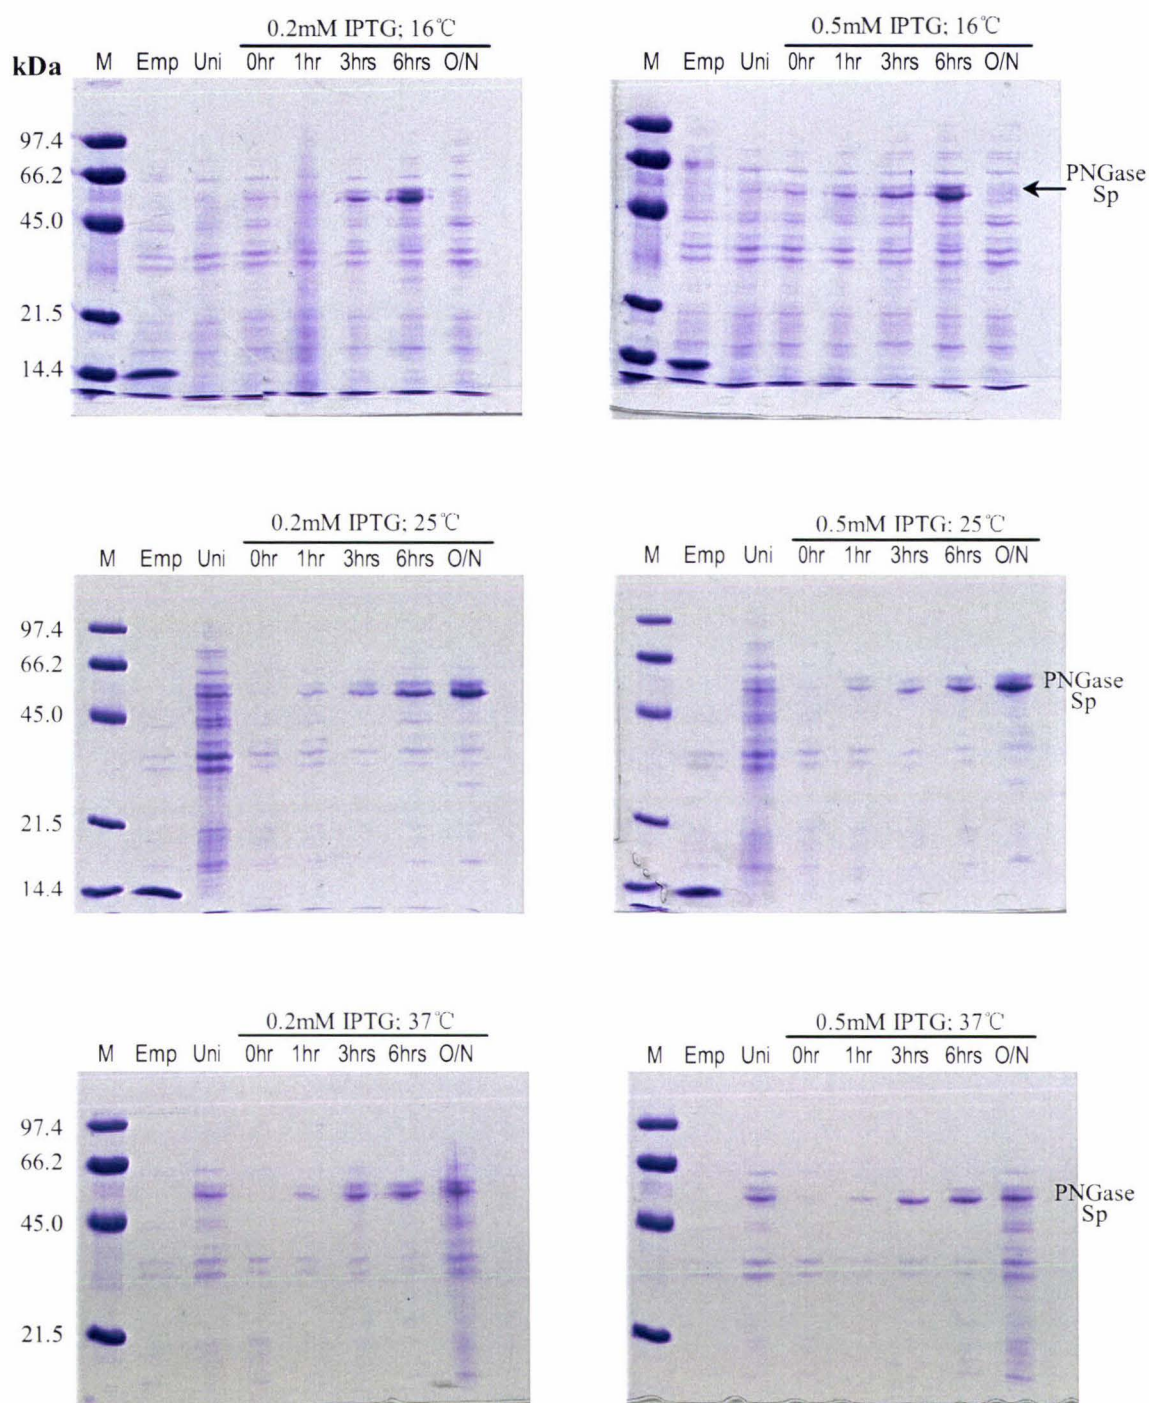 0.2mM IPTG; 16℃
kDa M Emp Uni 0hr 1hr 3hrs 6hrs O/N
97.4
66.2
45.0
21.5
14.4
0.5mM IPTG; 16℃
M Emp Uni 0hr 1hr 3hrs 6hrs O/N
PNGase
Sp
0.2mM IPTG; 25℃
M Emp Uni 0hr 1hr 3hrs 6hrs O/N
97.4
66.2
45.0
21.5
14.4
0.5mM IPTG; 25℃
M Emp Uni 0hr 1hr 3hrs 6hrs O/N
PNGase
Sp
0.2mM IPTG; 37℃
M Emp Uni 0hr 1hr 3hrs 6hrs O/N
97.4
66.2
45.0
21.5
0.5mM IPTG; 37℃
M Emp Uni 0hr 1hr 3hrs 6hrs O/N
PNGase
Sp